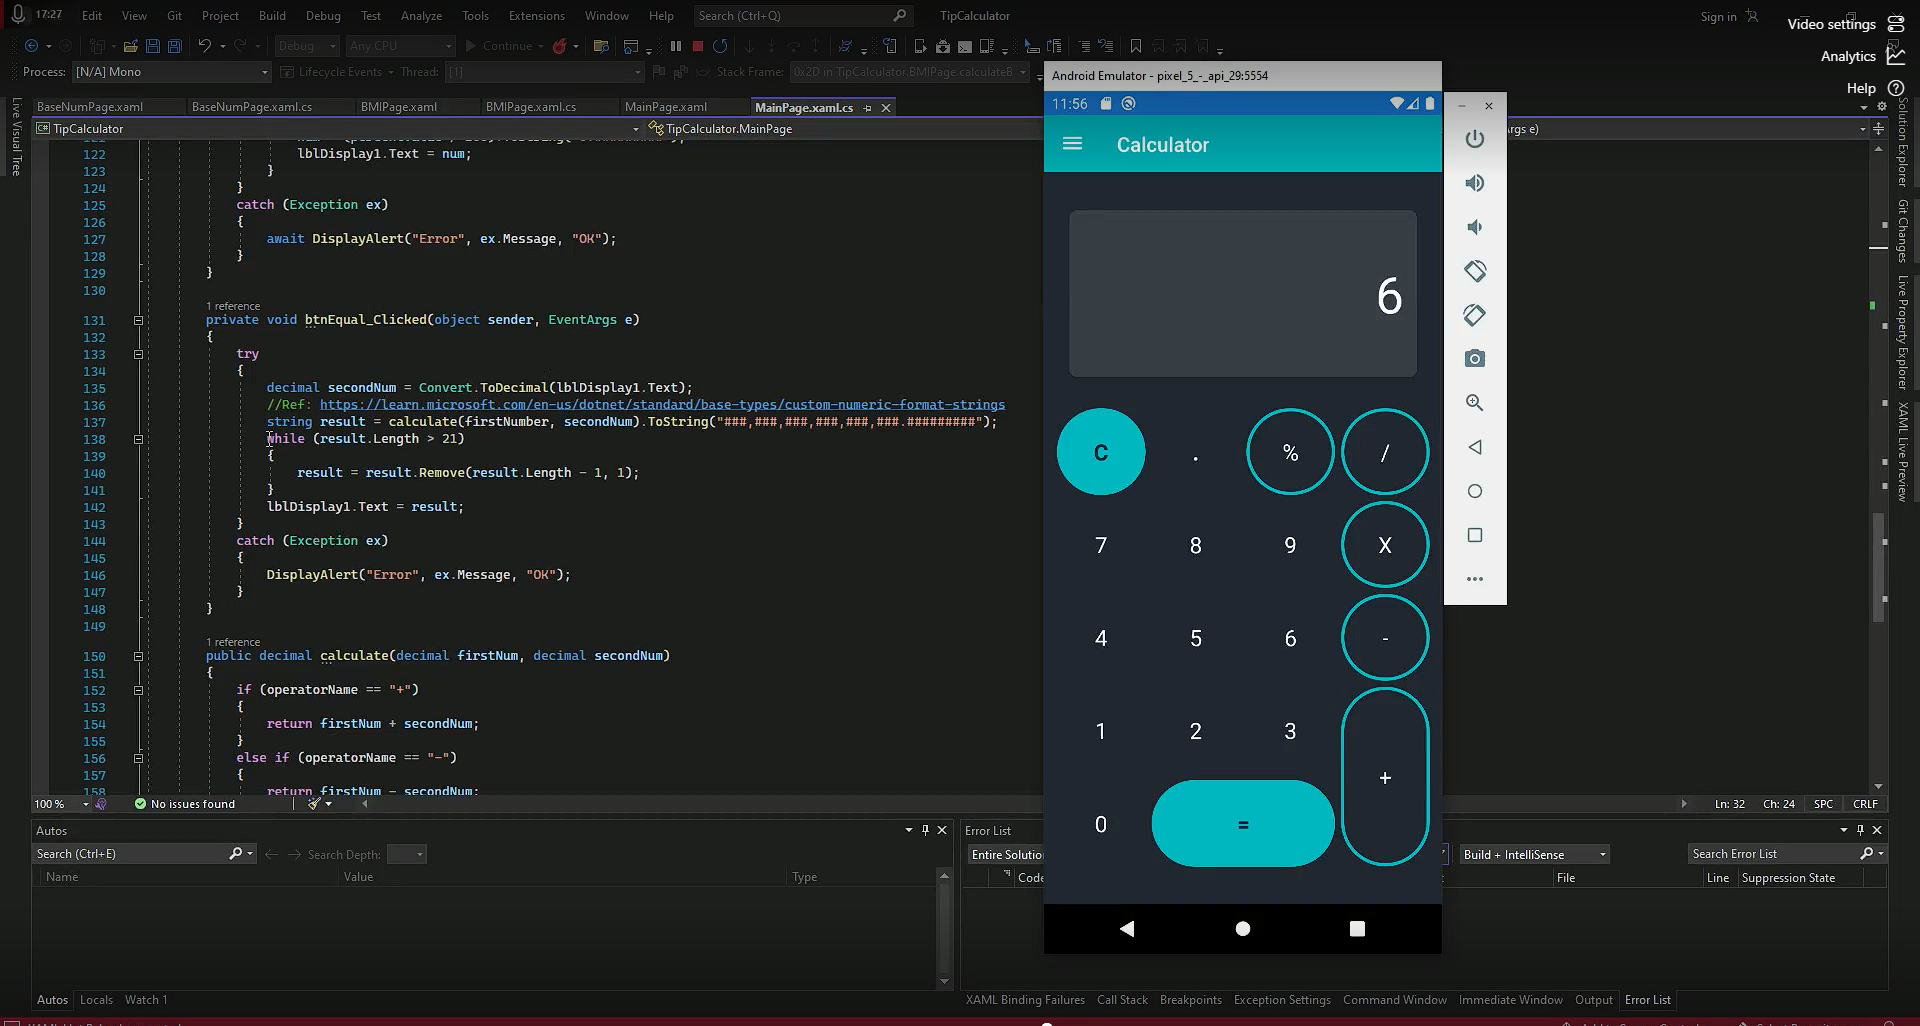 17:27 Edit View Git Project Build Debug Test Analyze Tools Extensions Window Help Search (Ctrl+Q) TipCalculator Sign in
Video settings
Analytics
Help
Debug Any CPU Continue
Process: [N/A] Mono Lifecycle Events Thread: [1] Stack Frame: 0x2D in TipCalculator.BMIPage.calculateB
BaseNumPage.xaml BaseNumPage.xaml.cs BMIPage.xaml BMIPage.xaml.cs MainPage.xaml MainPage.xaml.cs
TipCalculator TipCalculator.MainPage rgs e)
Live Visual Tree
122 lblDisplay1.Text = num;
123 }
124 }
125 catch (Exception ex)
126 {
127 await DisplayAlert("Error", ex.Message, "OK");
128 }
129 }
130
1 reference
131 private void btnEqual_Clicked(object sender, EventArgs e)
132 {
133 try
134 {
135 decimal secondNum = Convert.ToDecimal(lblDisplay1.Text);
136 //Ref: https://learn.microsoft.com/en-us/dotnet/standard/base-types/custom-numeric-format-strings
137 string result = calculate(firstNumber, secondNum).ToString("###,###,###,###,###,###.#########");
138 while (result.Length > 21)
139 {
140 result = result.Remove(result.Length - 1, 1);
141 }
142 lblDisplay1.Text = result;
143 }
144 catch (Exception ex)
145 {
146 DisplayAlert("Error", ex.Message, "OK");
147 }
148 }
149
1 reference
150 public decimal calculate(decimal firstNum, decimal secondNum)
151 {
152 if (operatorName == "+")
153 {
154 return firstNum + secondNum;
155 }
156 else if (operatorName == "-")
157 {
158 return firstNum - secondNum;
100 % No issues found Ln: 32 Ch: 24 SPC CRLF
Android Emulator - pixel_5_-_api_29:5554
11:56
Calculator
6
C . % /
7 8 9 X
4 5 6 -
1 2 3
+
0 =
Solution Explorer
Git Changes
Live Property Explorer
XAML Live Preview
Autos
Search (Ctrl+E) Search Depth:
Name Value Type
Autos Locals Watch 1
Error List
Entire Solutio Build + IntelliSense Search Error List
Code File Line Suppression State
XAML Binding Failures Call Stack Breakpoints Exception Settings Command Window Immediate Window Output Error List